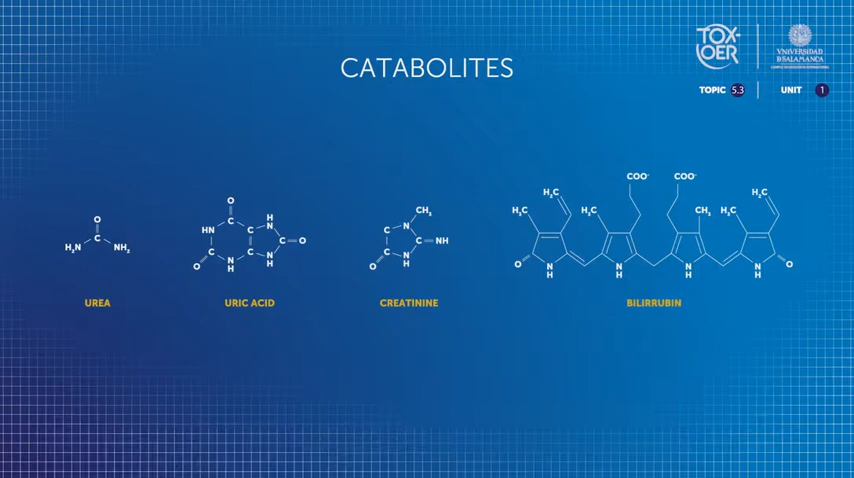 TOX-
OER
VNiVERSiDAD
DSALAMANCA
CATABOLITES
TOPIC 5.3 UNIT 1
O
C
H₂N NH₂
UREA
O
C
HN
H
N
C
C
C
O
C
O
N
H
N
H
URIC ACID
CH₃
C
N
C
NH
C
O
N
H
CREATININE
COO⁻ COO⁻
H₂C H₂C
H₃C H₃C CH₃ H₃C
O
N
H
N
H
N
H
N
H
O
BILIRRUBIN